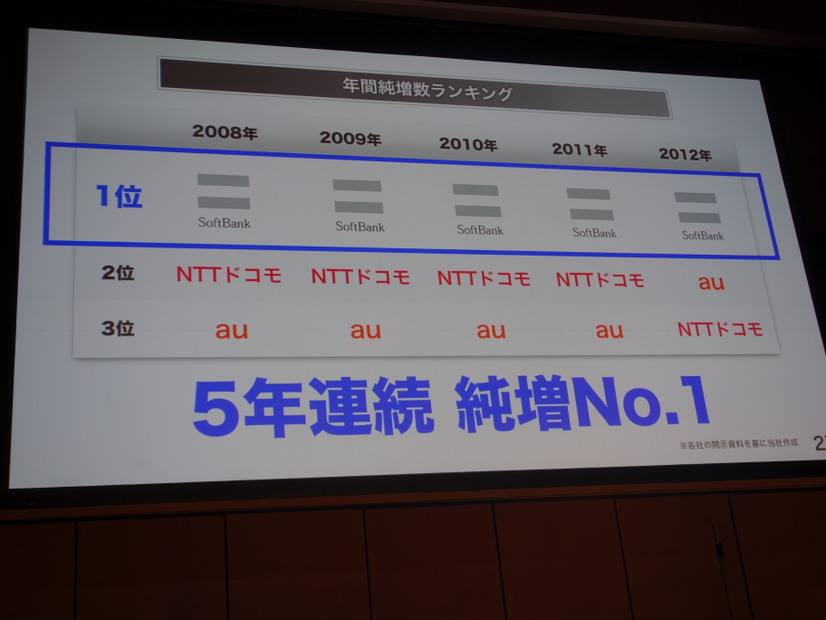 年間純増数ランキング
2008年 2009年 2010年 2011年 2012年
1位 SoftBank SoftBank SoftBank SoftBank SoftBank
2位 NTTドコモ NTTドコモ NTTドコモ NTTドコモ au
3位 au au au au NTTドコモ
5年連続 純増No.1
※各社の開示資料を基に当社作成